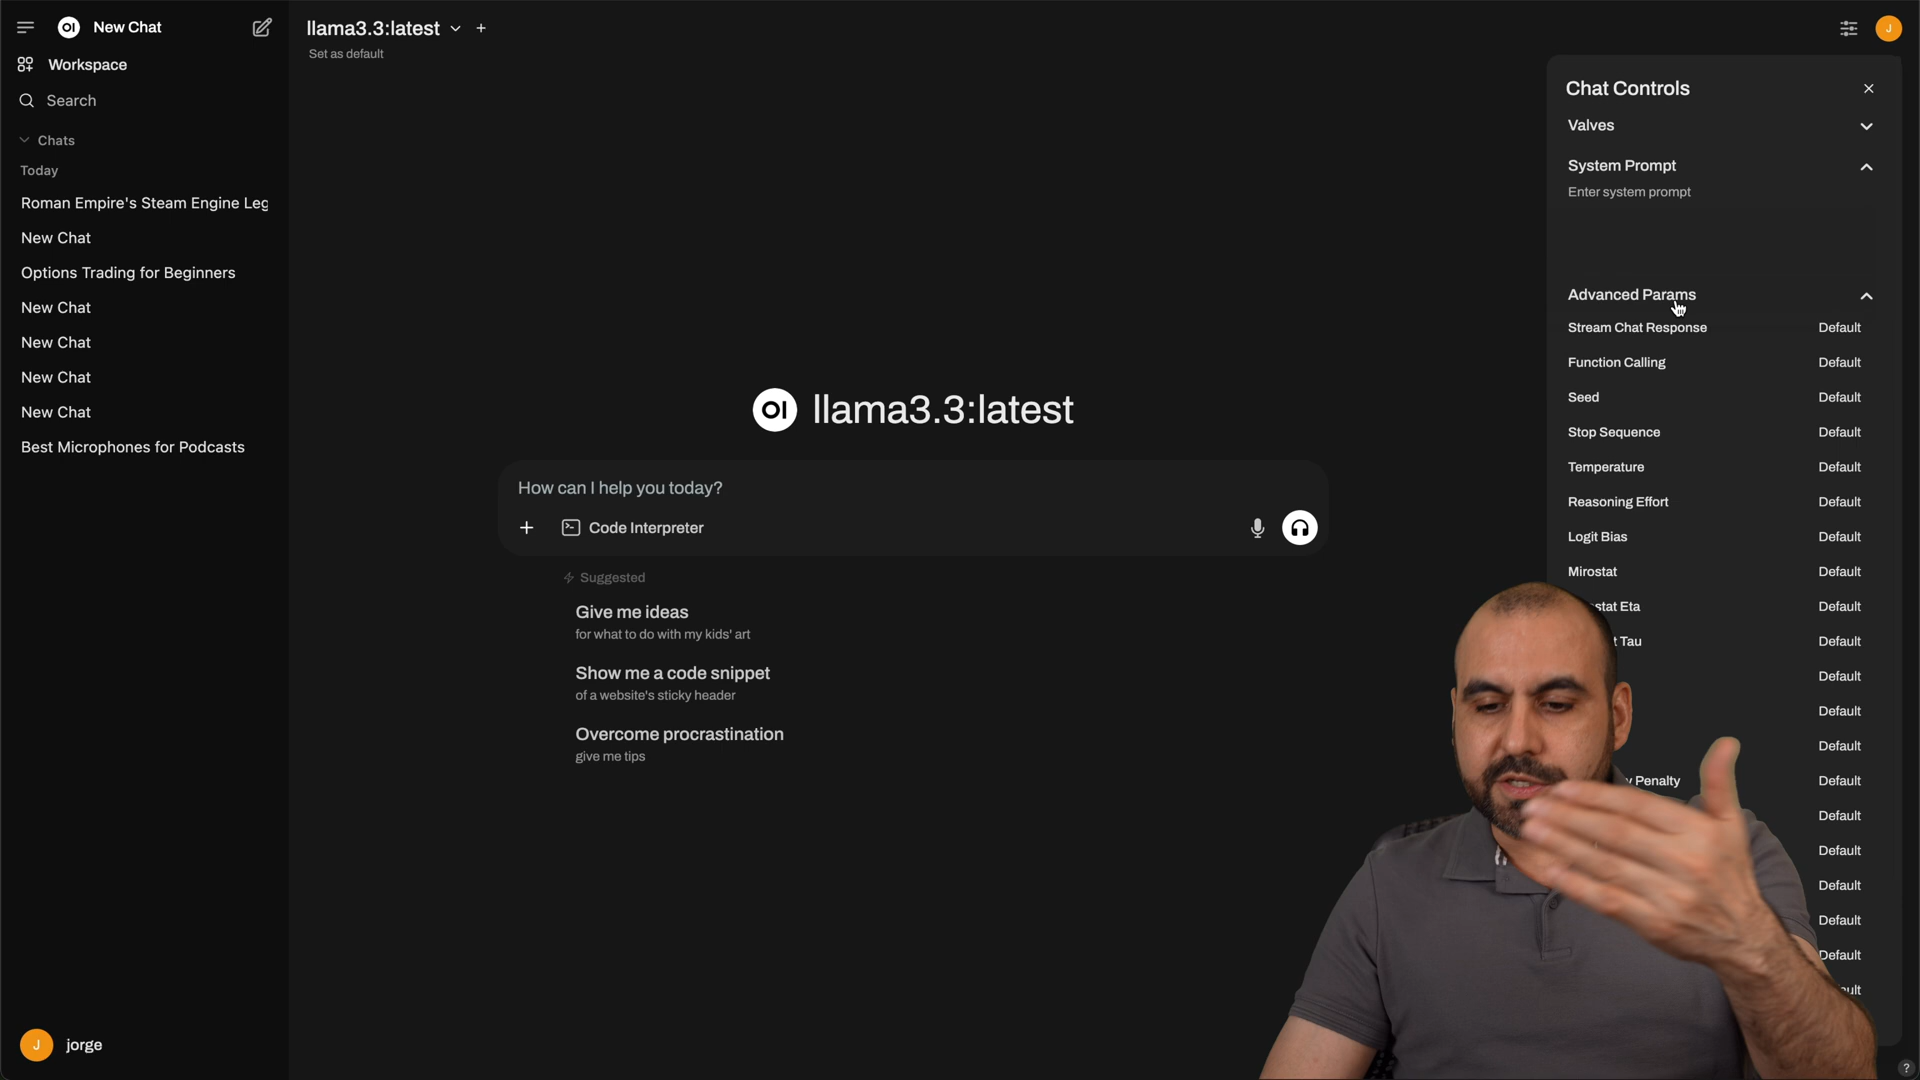 OI New Chat
Workspace
Search
Chats
Today
Roman Empire's Steam Engine Leg
New Chat
Options Trading for Beginners
New Chat
New Chat
New Chat
New Chat
Best Microphones for Podcasts
J jorge
llama3.3:latest
Set as default
J
OI llama3.3:latest
How can I help you today?
Code Interpreter
Suggested
Give me ideas
for what to do with my kids' art
Show me a code snippet
of a website's sticky header
Overcome procrastination
give me tips
Chat Controls
Valves
System Prompt
Enter system prompt
Advanced Params
Stream Chat Response Default
Function Calling Default
Seed Default
Stop Sequence Default
Temperature Default
Reasoning Effort Default
Logit Bias Default
Mirostat Default
Eta Default
Tau Default
Default
Default
Default
Penalty Default
Default
Default
Default
Default
Default
?